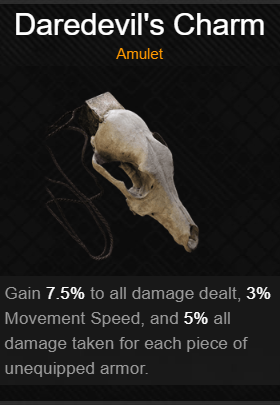 Daredevil's Charm
Amulet
Gain 7.5% to all damage dealt, 3%
Movement Speed, and 5% all
damage taken for each piece of
unequipped armor.